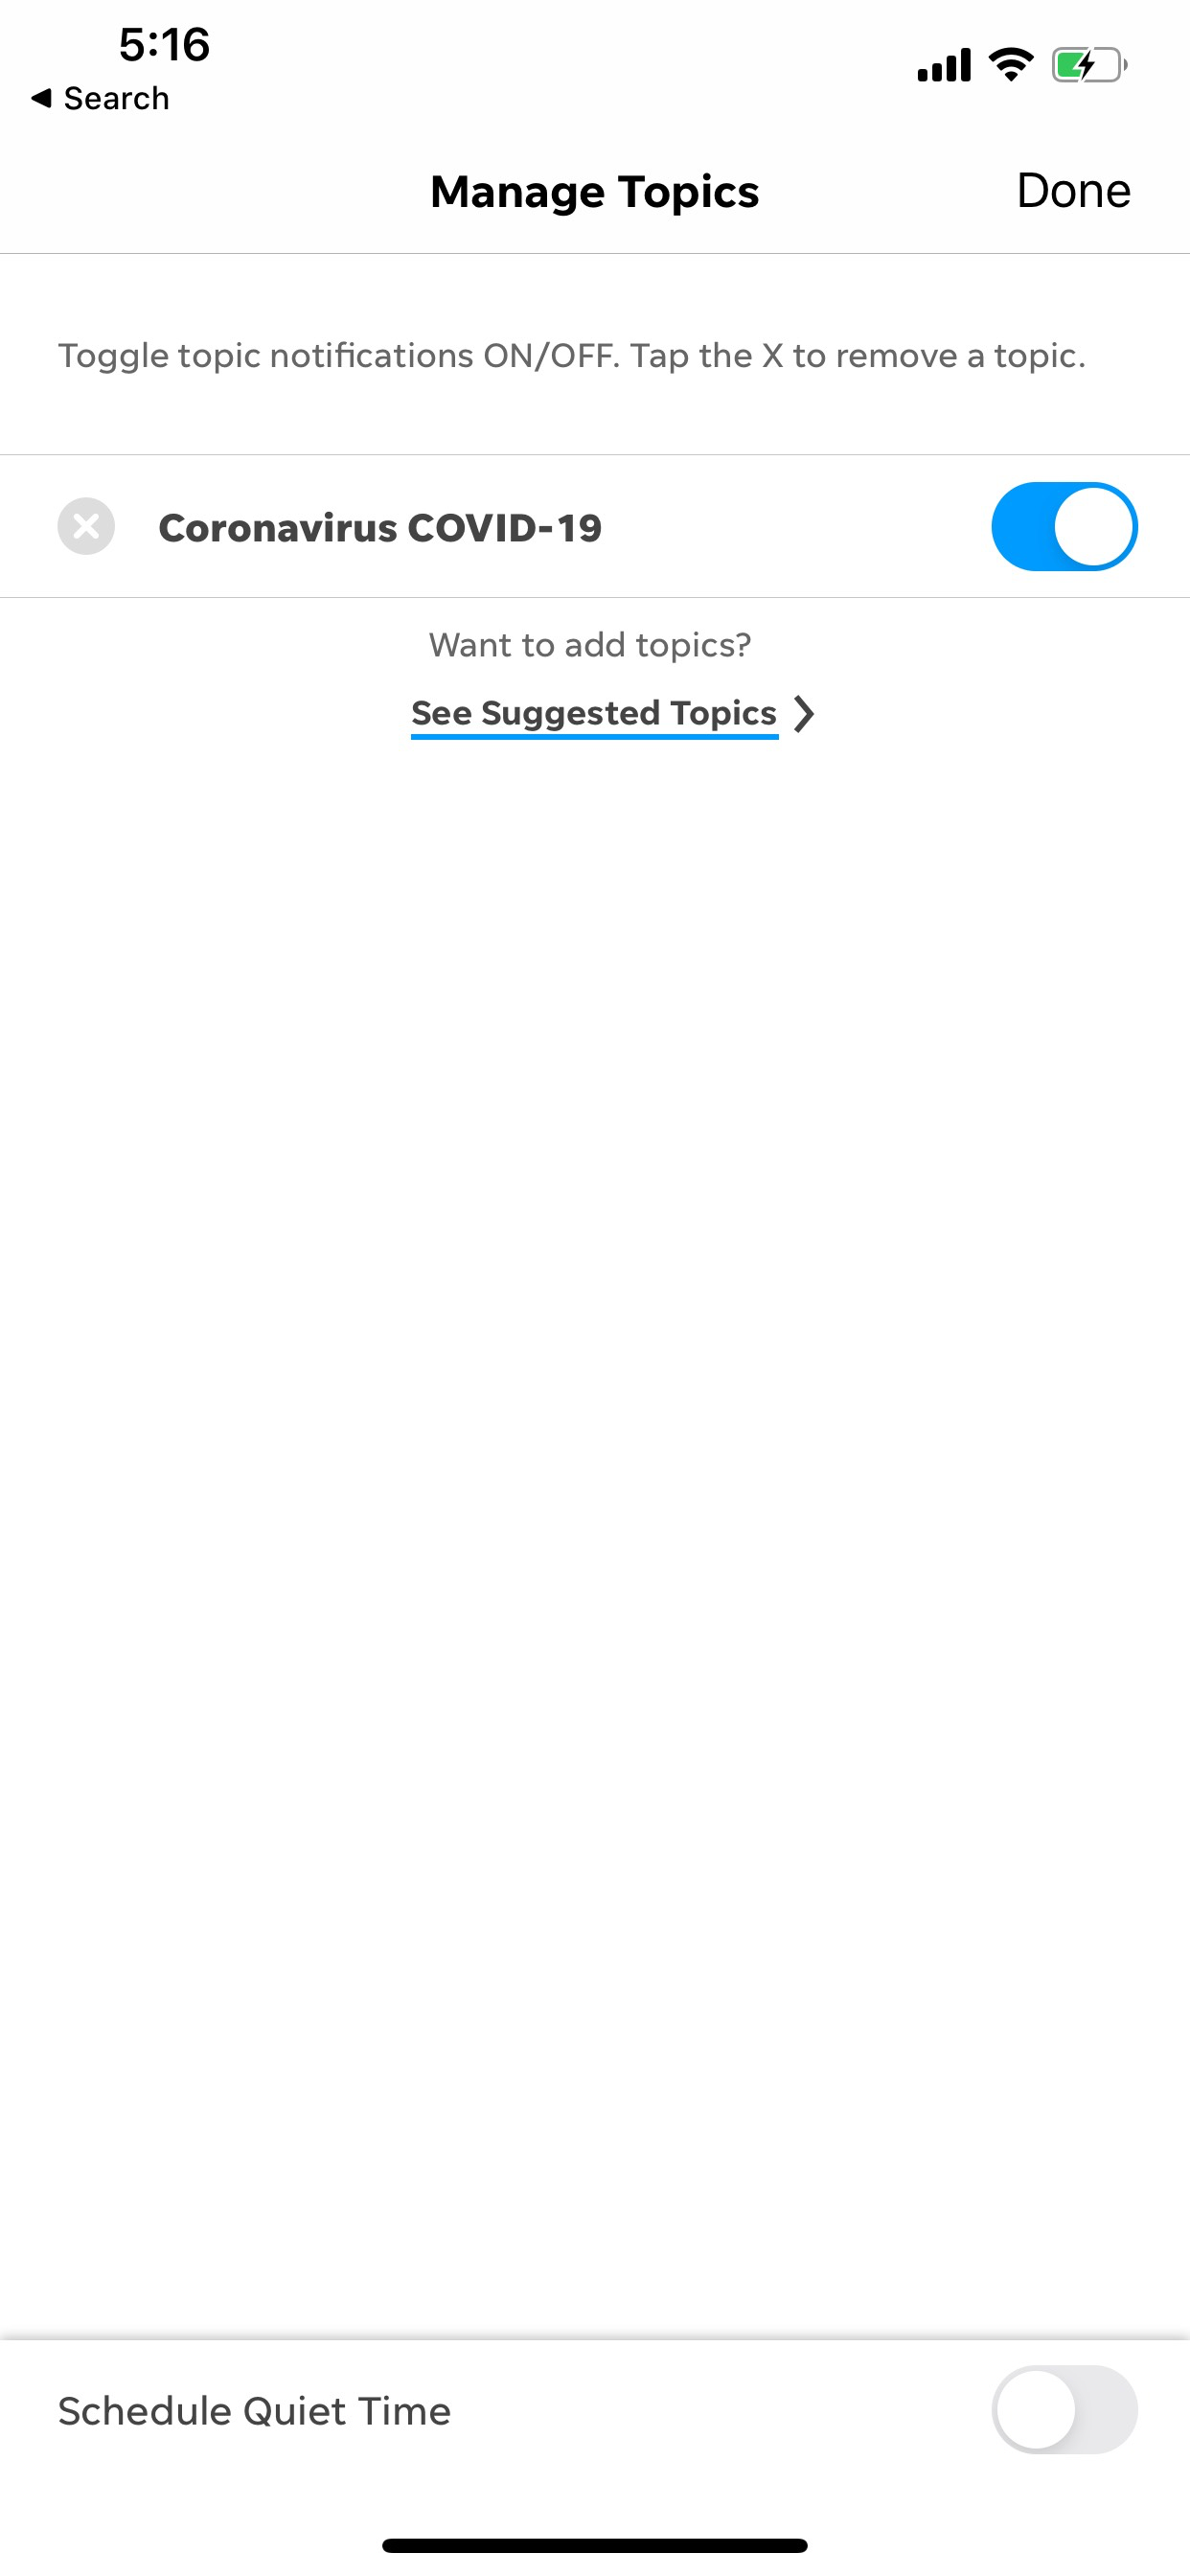 5:16
Search
Manage Topics
Done
Toggle topic notifications ON/OFF. Tap the X to remove a topic.
Coronavirus COVID-19
Want to add topics?
See Suggested Topics
Schedule Quiet Time